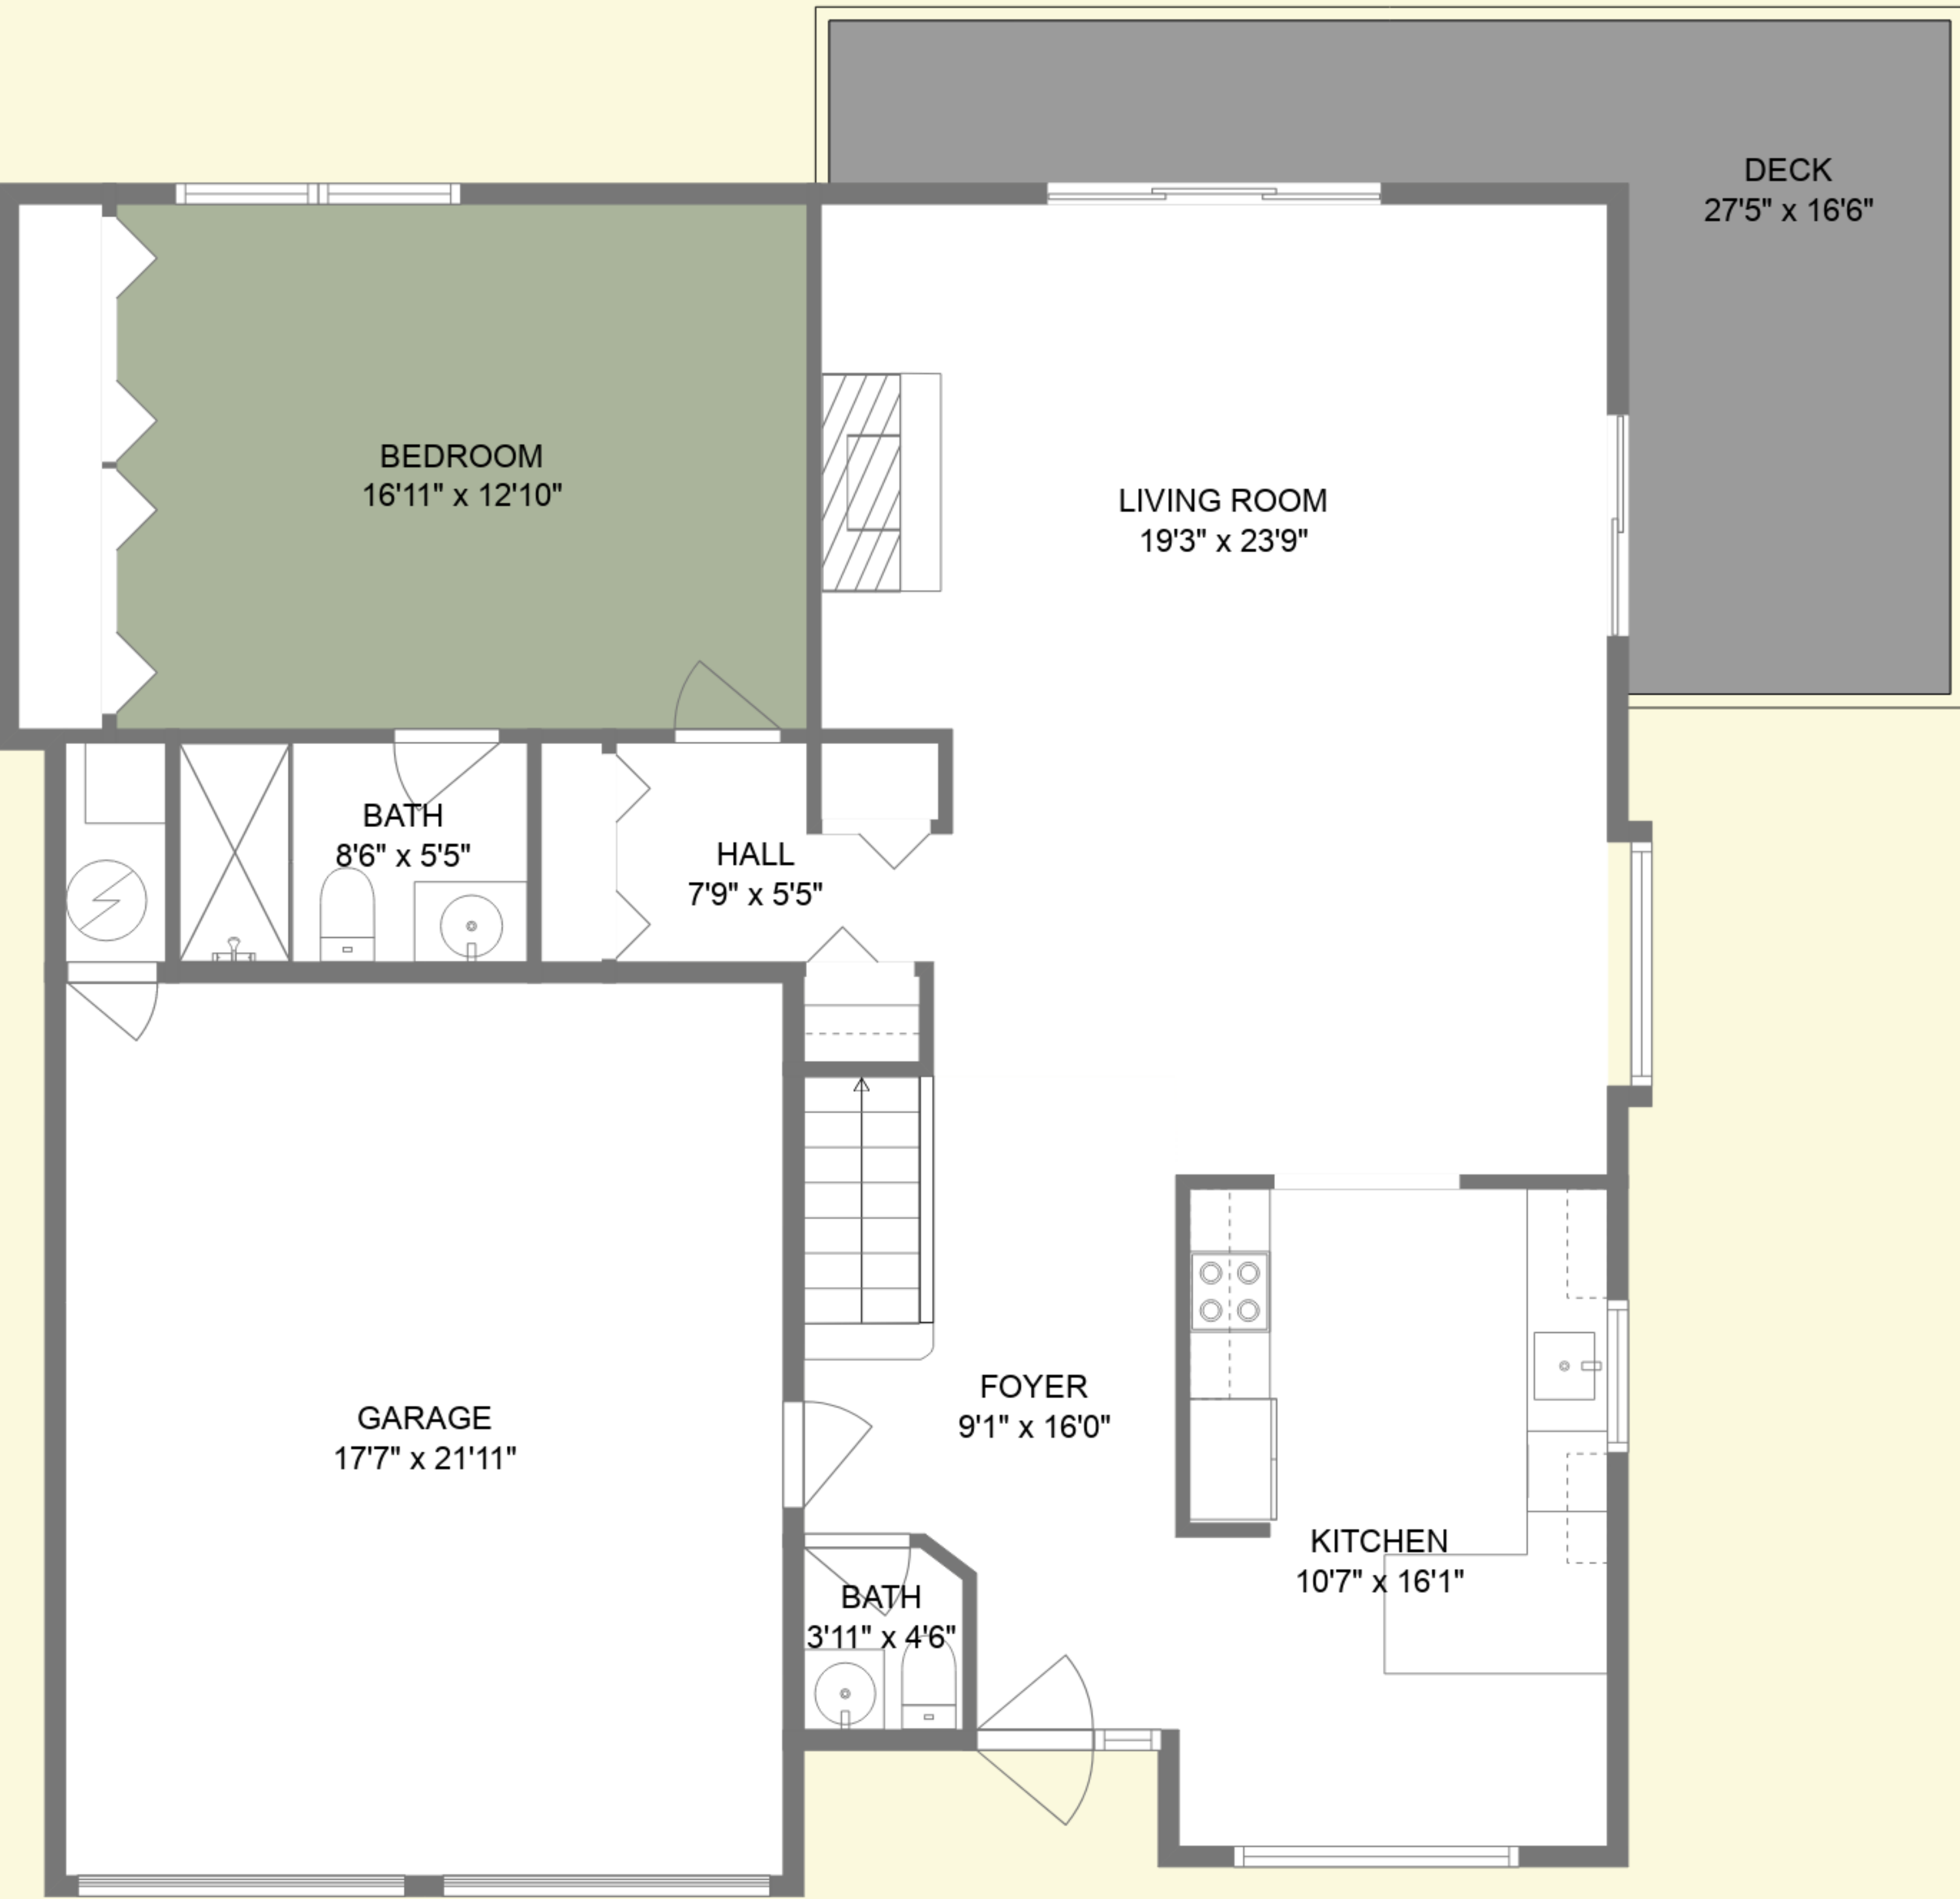 DECK
27'5" x 16'6"
BEDROOM
16'11" x 12'10"
LIVING ROOM
19'3" x 23'9"
BATH
8'6" x 5'5"
HALL
7'9" x 5'5"
FOYER
9'1" x 16'0"
GARAGE
17'7" x 21'11"
KITCHEN
10'7" x 16'1"
BATH
3'11" x 4'6"